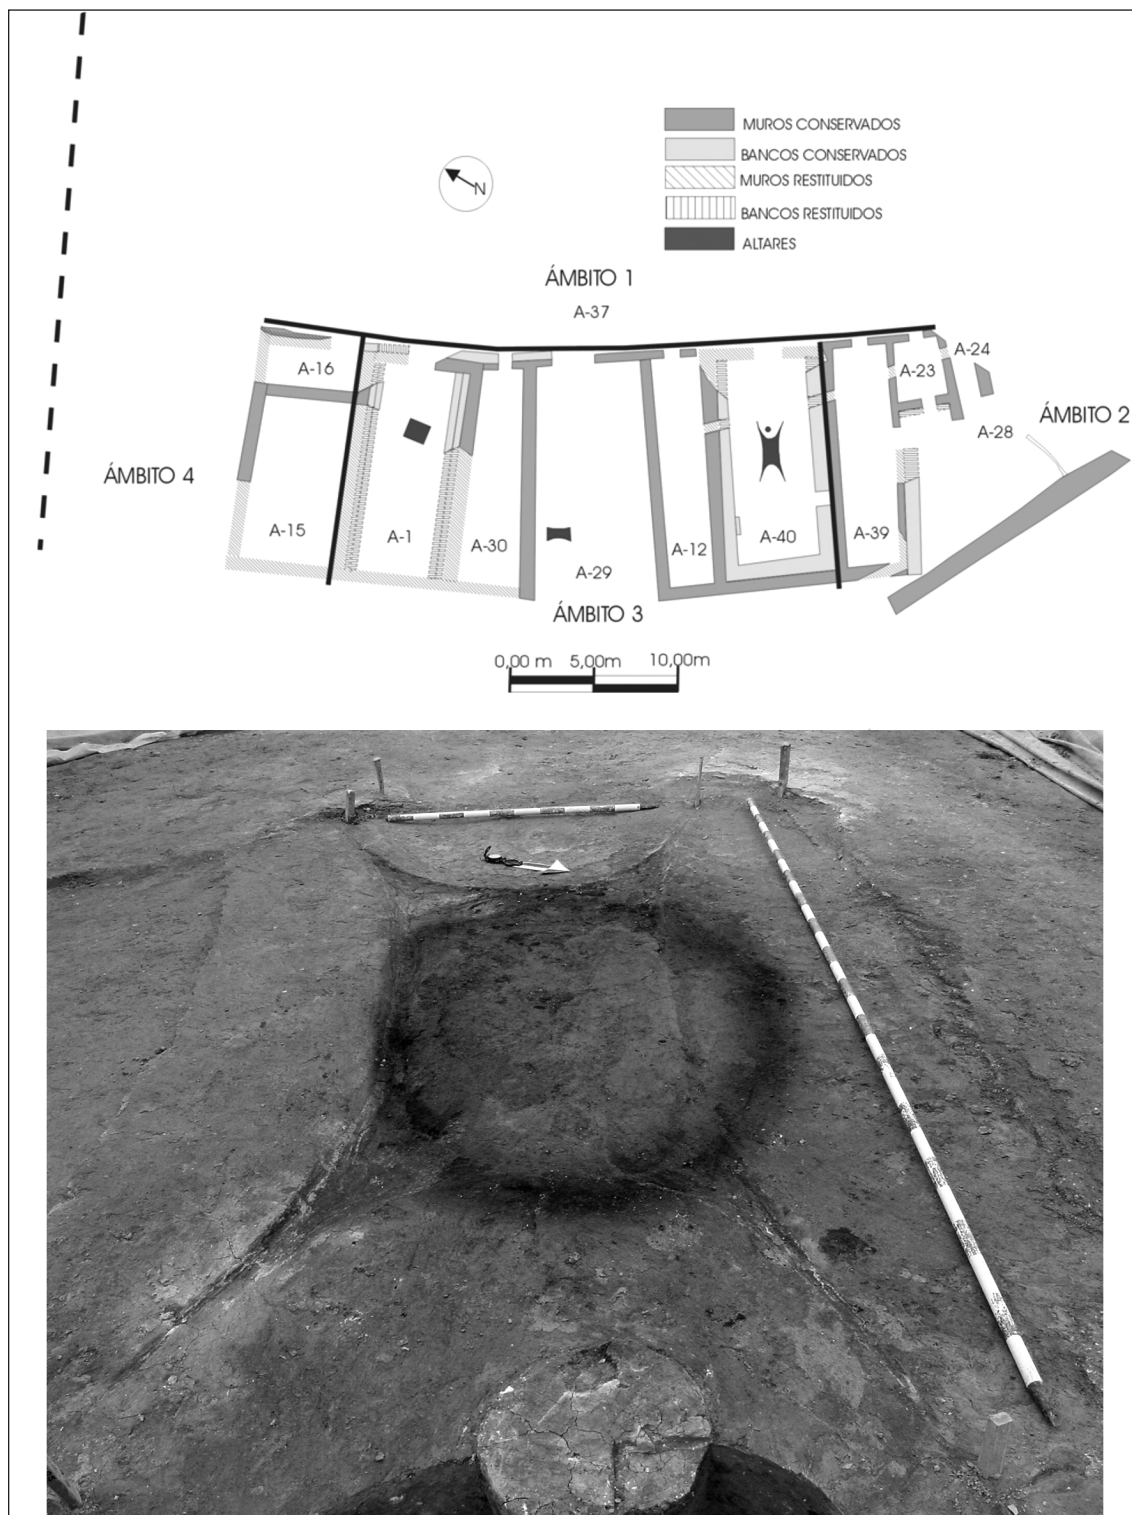 MUROS CONSERVADOS
BANCOS CONSERVADOS
MUROS RESTITUIDOS
BANCOS RESTITUIDOS
ALTARES
N
ÁMBITO 1
A-37
A-16
A-24
A-23
ÁMBITO 2
A-28
ÁMBITO 4
A-15
A-1
A-30
A-12
A-40
A-39
A-29
ÁMBITO 3
0,00 m 5,00m 10,00m